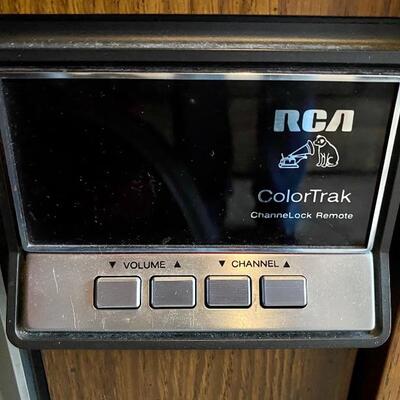 RCA
ColorTrak
ChanneLock Remote
▼ VOLUME ▲ ▼ CHANNEL ▲